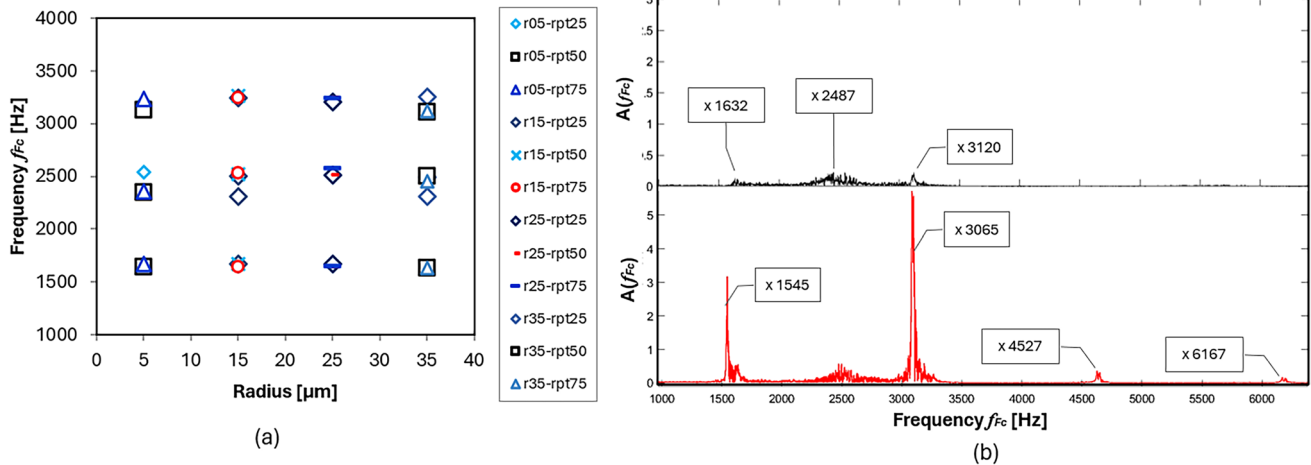 4000
3500
3000
2500
2000
1500
1000
0
5
10
15
20
25
30
35
40
Frequency fFc [Hz]
Radius [µm]
r05-rpt25
r05-rpt50
r05-rpt75
r15-rpt25
r15-rpt50
r15-rpt75
r25-rpt25
r25-rpt50
r25-rpt75
r35-rpt25
r35-rpt50
r35-rpt75
(a)
.5
2
.5
1
.5
0
A(fFc)
x 1632
x 2487
x 3120
5
4
3
2
1
0
A(fFc)
x 1545
x 3065
x 4527
x 6167
1000
1500
2000
2500
3000
3500
4000
4500
5000
5500
6000
Frequency fFc [Hz]
(b)